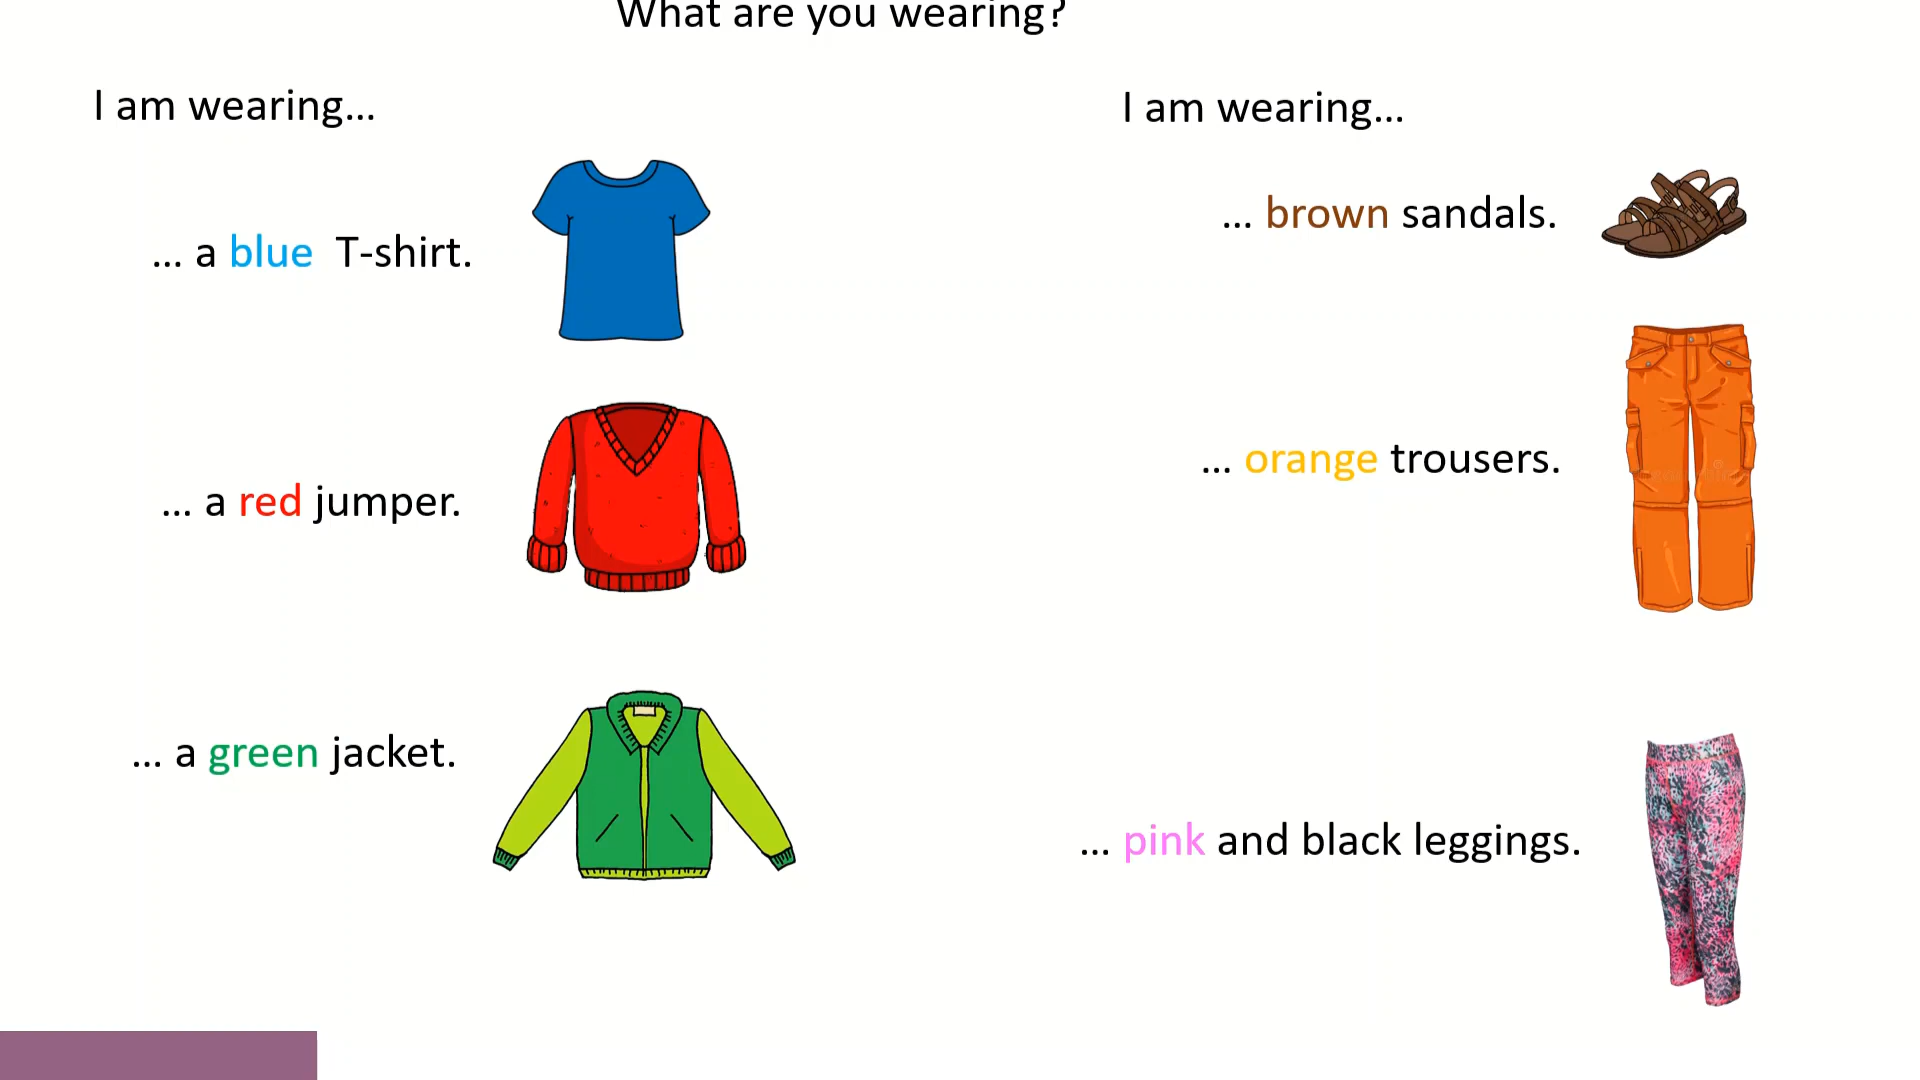 What are you wearing?
I am wearing...
... a blue T-shirt.
... a red jumper.
... a green jacket.
I am wearing...
... brown sandals.
... orange trousers.
... pink and black leggings.